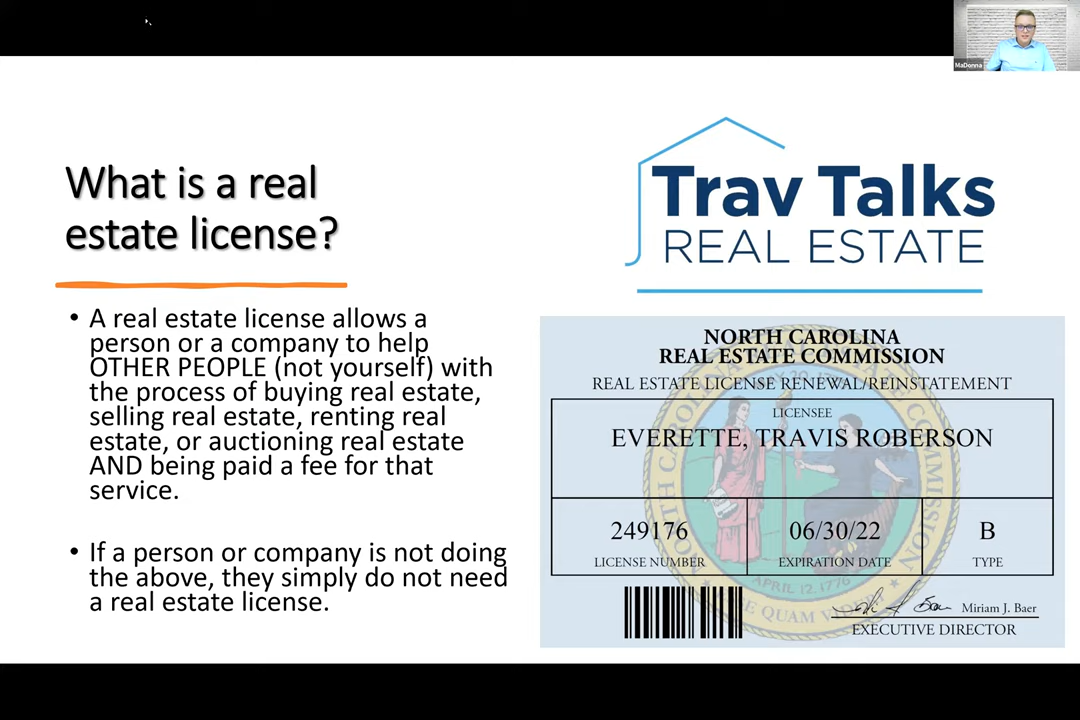 MaDonna
What is a real
estate license?
• A real estate license allows a
person or a company to help
OTHER PEOPLE (not yourself) with
the process of buying real estate,
selling real estate, renting real
estate, or auctioning real estate
AND being paid a fee for that
service.
• If a person or company is not doing
the above, they simply do not need
a real estate license.
Trav Talks
REAL ESTATE
NORTH CAROLINA
REAL ESTATE COMMISSION
REAL ESTATE LICENSE RENEWAL/REINSTATEMENT
LICENSEE
EVERETTE, TRAVIS ROBERSON
249176
LICENSE NUMBER
06/30/22
EXPIRATION DATE
B
TYPE
APRIL 12, 1776
Miriam J. Baer
EXECUTIVE DIRECTOR